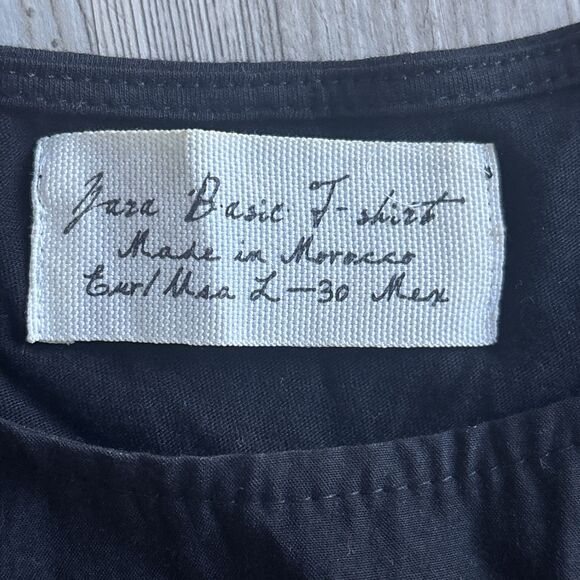 Zara Basic T-shirt
Made in Morocco
Eur/Usa L-30 Mex